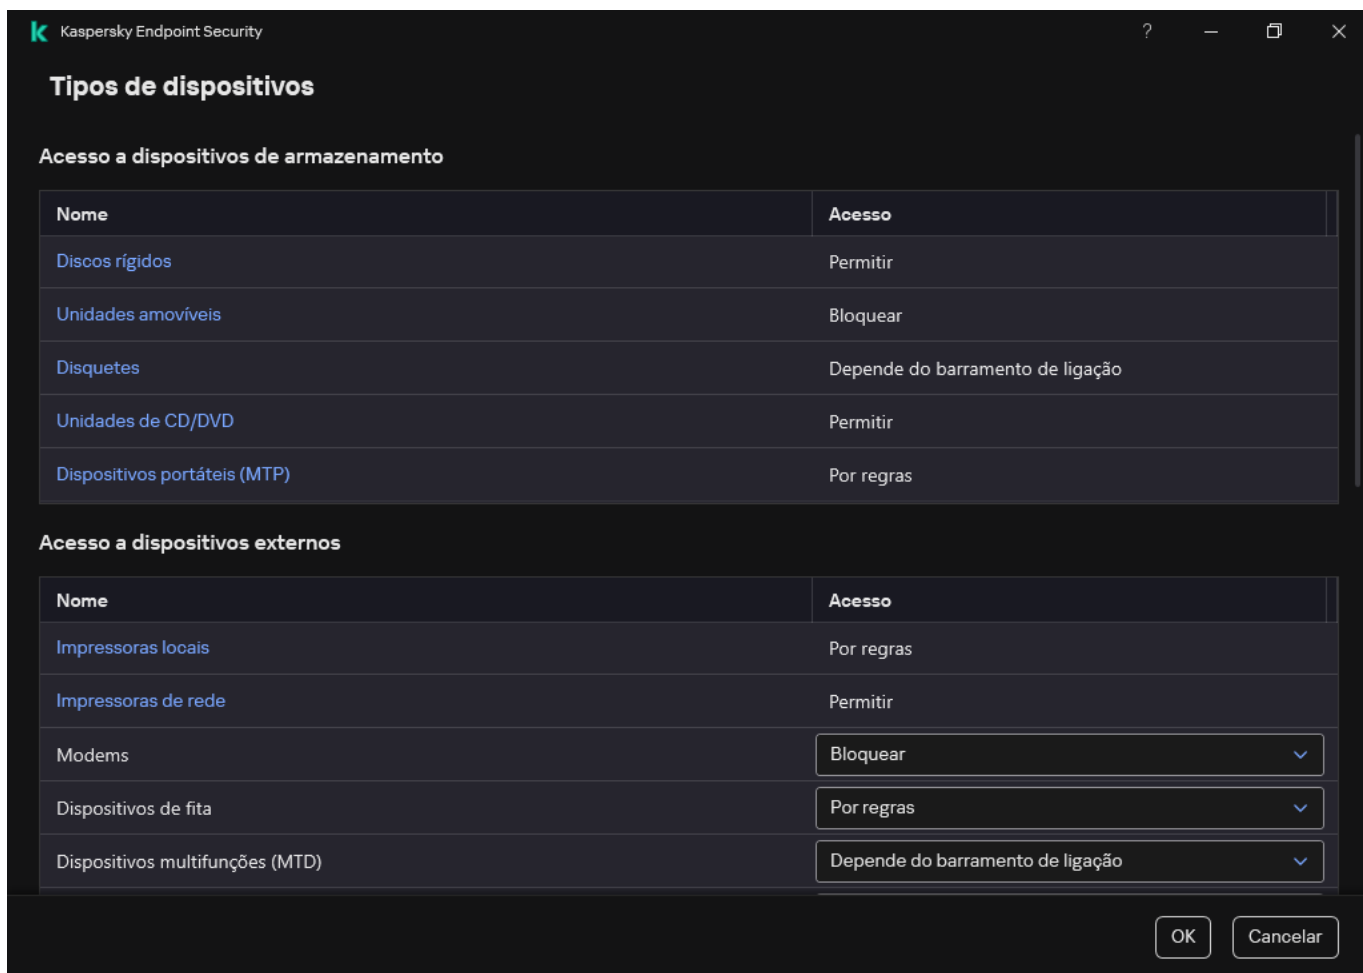 Kaspersky Endpoint Security
?
Tipos de dispositivos
Acesso a dispositivos de armazenamento
Nome Acesso
Discos rígidos Permitir
Unidades amovíveis Bloquear
Disquetes Depende do barramento de ligação
Unidades de CD/DVD Permitir
Dispositivos portáteis (MTP) Por regras
Acesso a dispositivos externos
Nome Acesso
Impressoras locais Por regras
Impressoras de rede Permitir
Modems Bloquear
Dispositivos de fita Por regras
Dispositivos multifunções (MTD) Depende do barramento de ligação
OK Cancelar